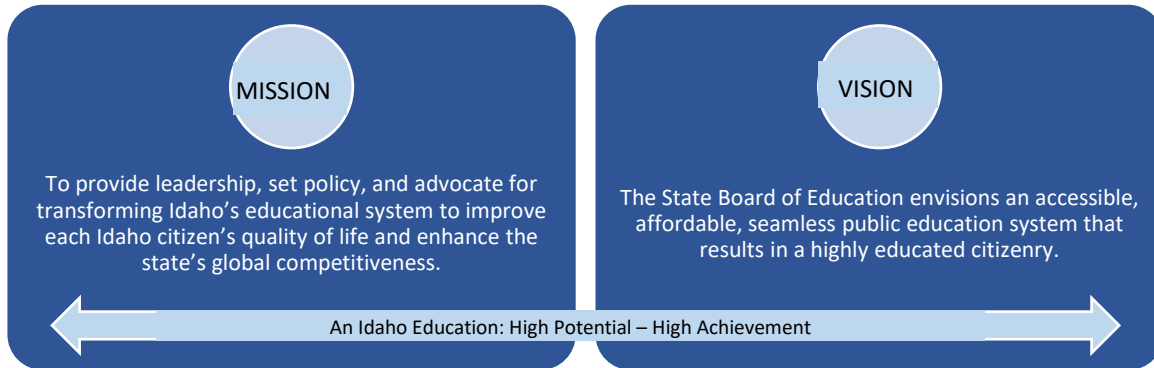 MISSION
To provide leadership, set policy, and advocate for
transforming Idaho’s educational system to improve
each Idaho citizen’s quality of life and enhance the
state’s global competitiveness.
VISION
The State Board of Education envisions an accessible,
affordable, seamless public education system that
results in a highly educated citizenry.
An Idaho Education: High Potential – High Achievement